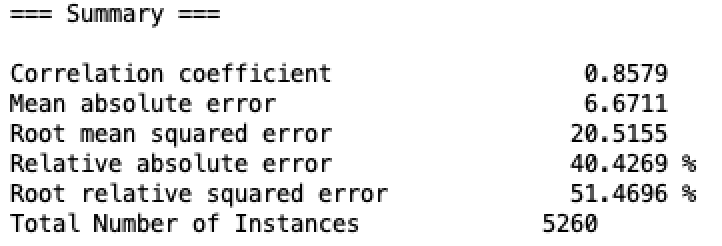 === Summary ===
Correlation coefficient 0.8579
Mean absolute error 6.6711
Root mean squared error 20.5155
Relative absolute error 40.4269 %
Root relative squared error 51.4696 %
Total Number of Instances 5260